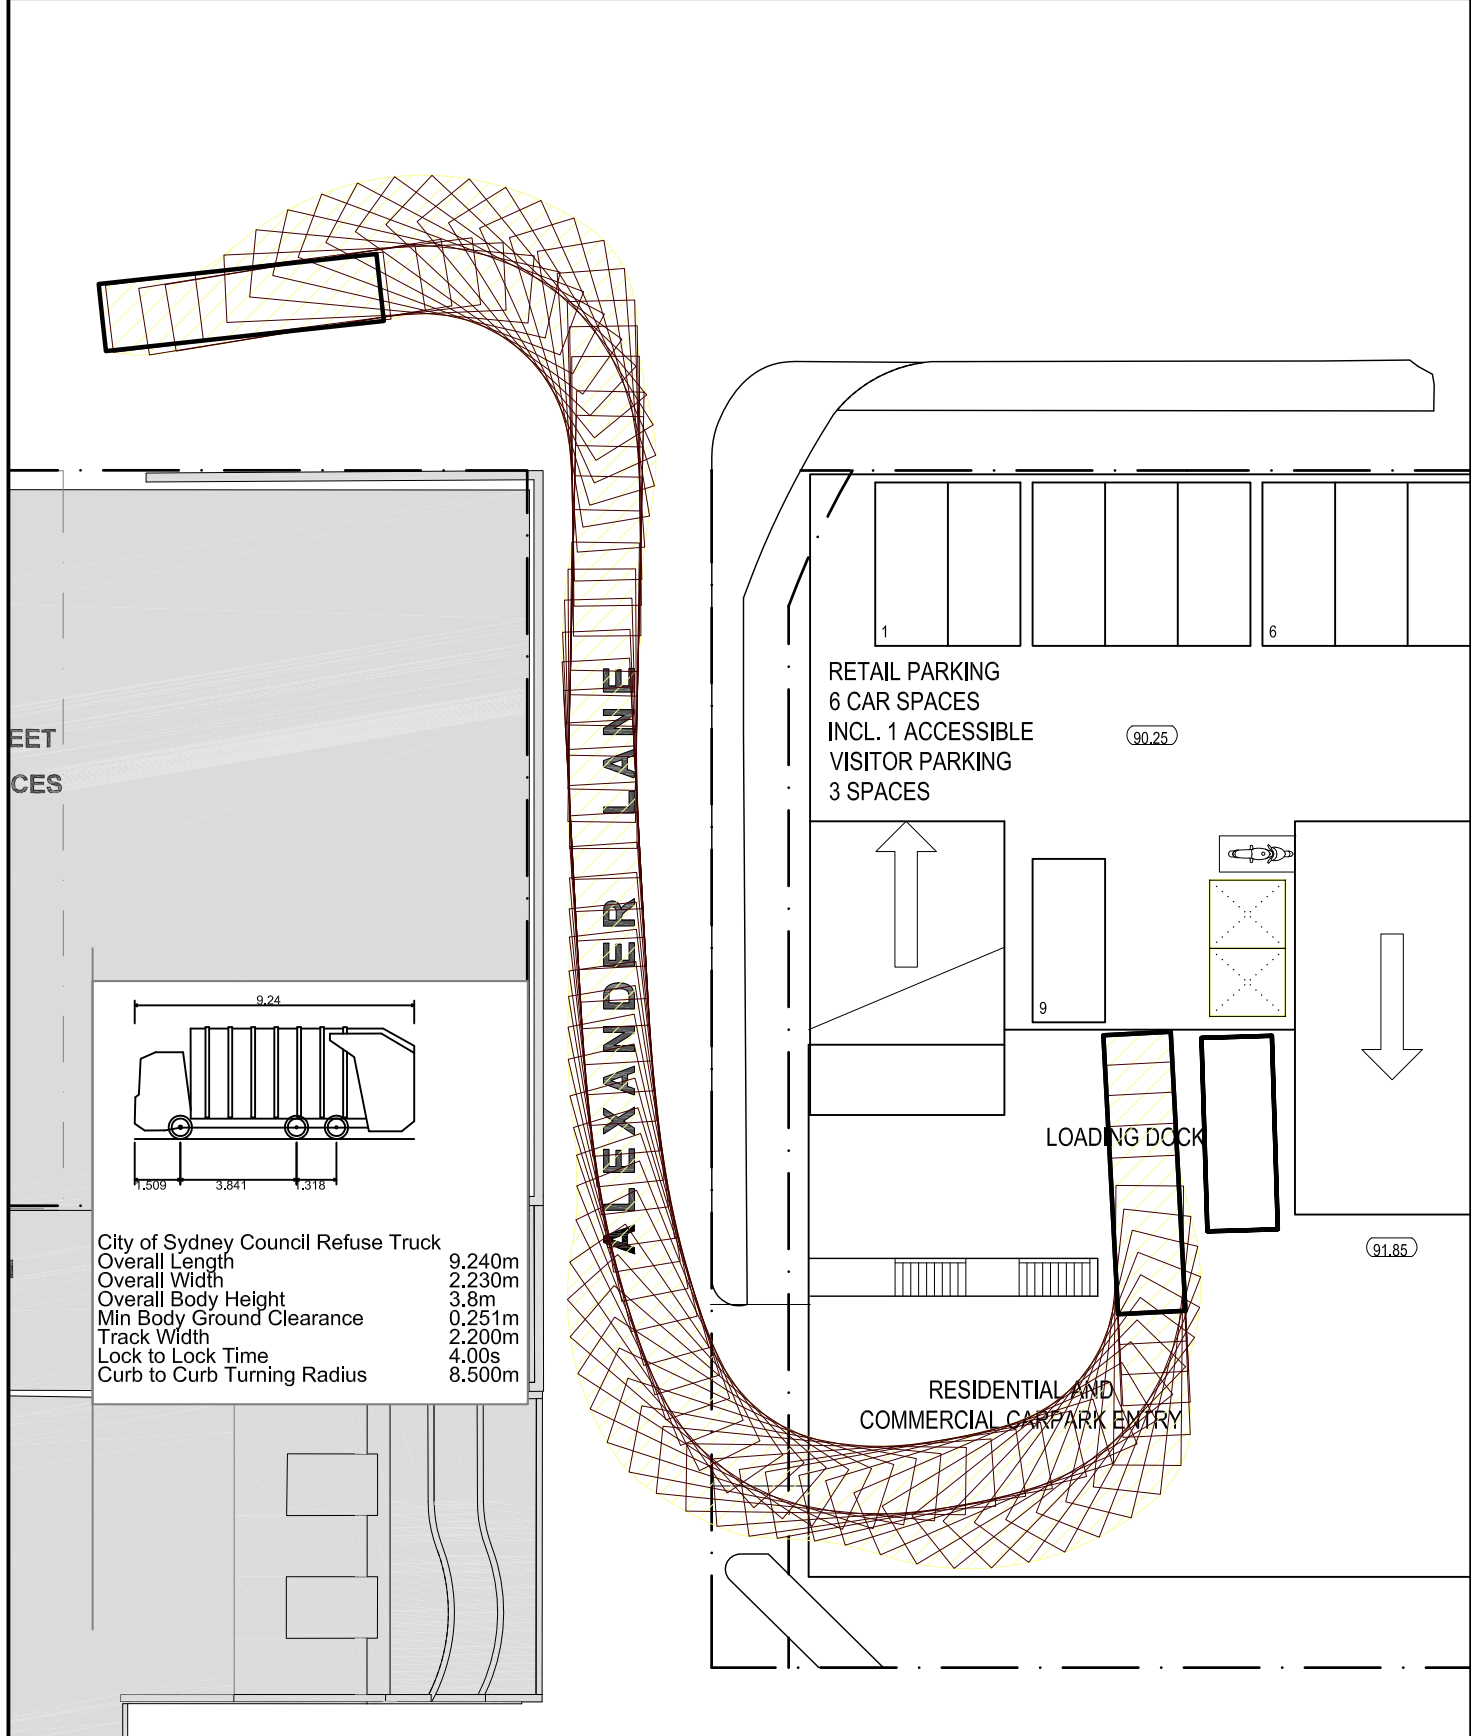 1
6
RETAIL PARKING
6 CAR SPACES
INCL. 1 ACCESSIBLE
VISITOR PARKING
3 SPACES
90.25
EET
CES
ALEXANDER LANE
9
LOADING DOCK
91.85
RESIDENTIAL AND
COMMERCIAL CARPARK ENTRY
9.24
1.509 3.841 1.318
City of Sydney Council Refuse Truck
Overall Length 9.240m
Overall Width 2.230m
Overall Body Height 3.8m
Min Body Ground Clearance 0.251m
Track Width 2.200m
Lock to Lock Time 4.00s
Curb to Curb Turning Radius 8.500m